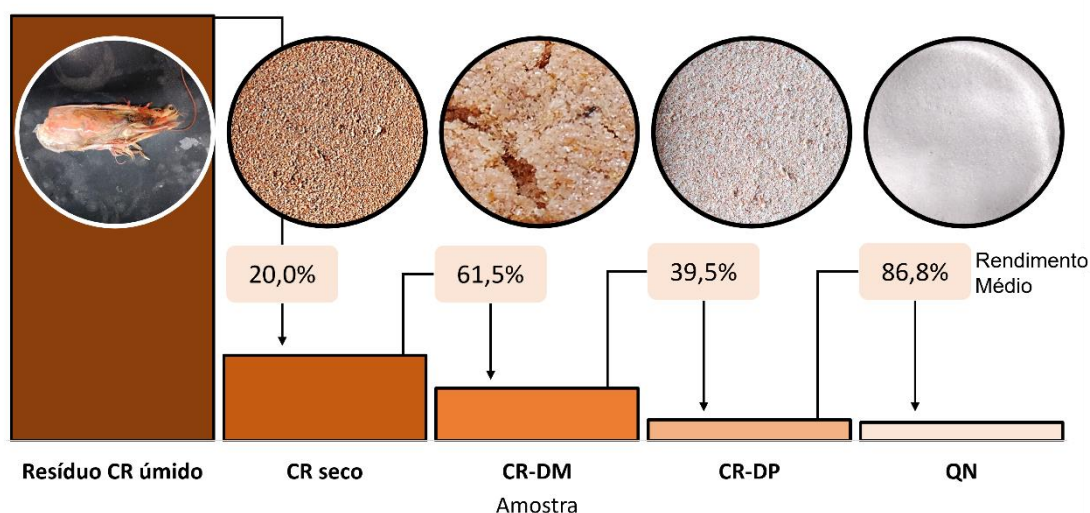 20,0%
61,5%
39,5%
86,8%
Rendimento
Médio
Resíduo CR úmido
CR seco
CR-DM
CR-DP
QN
Amostra